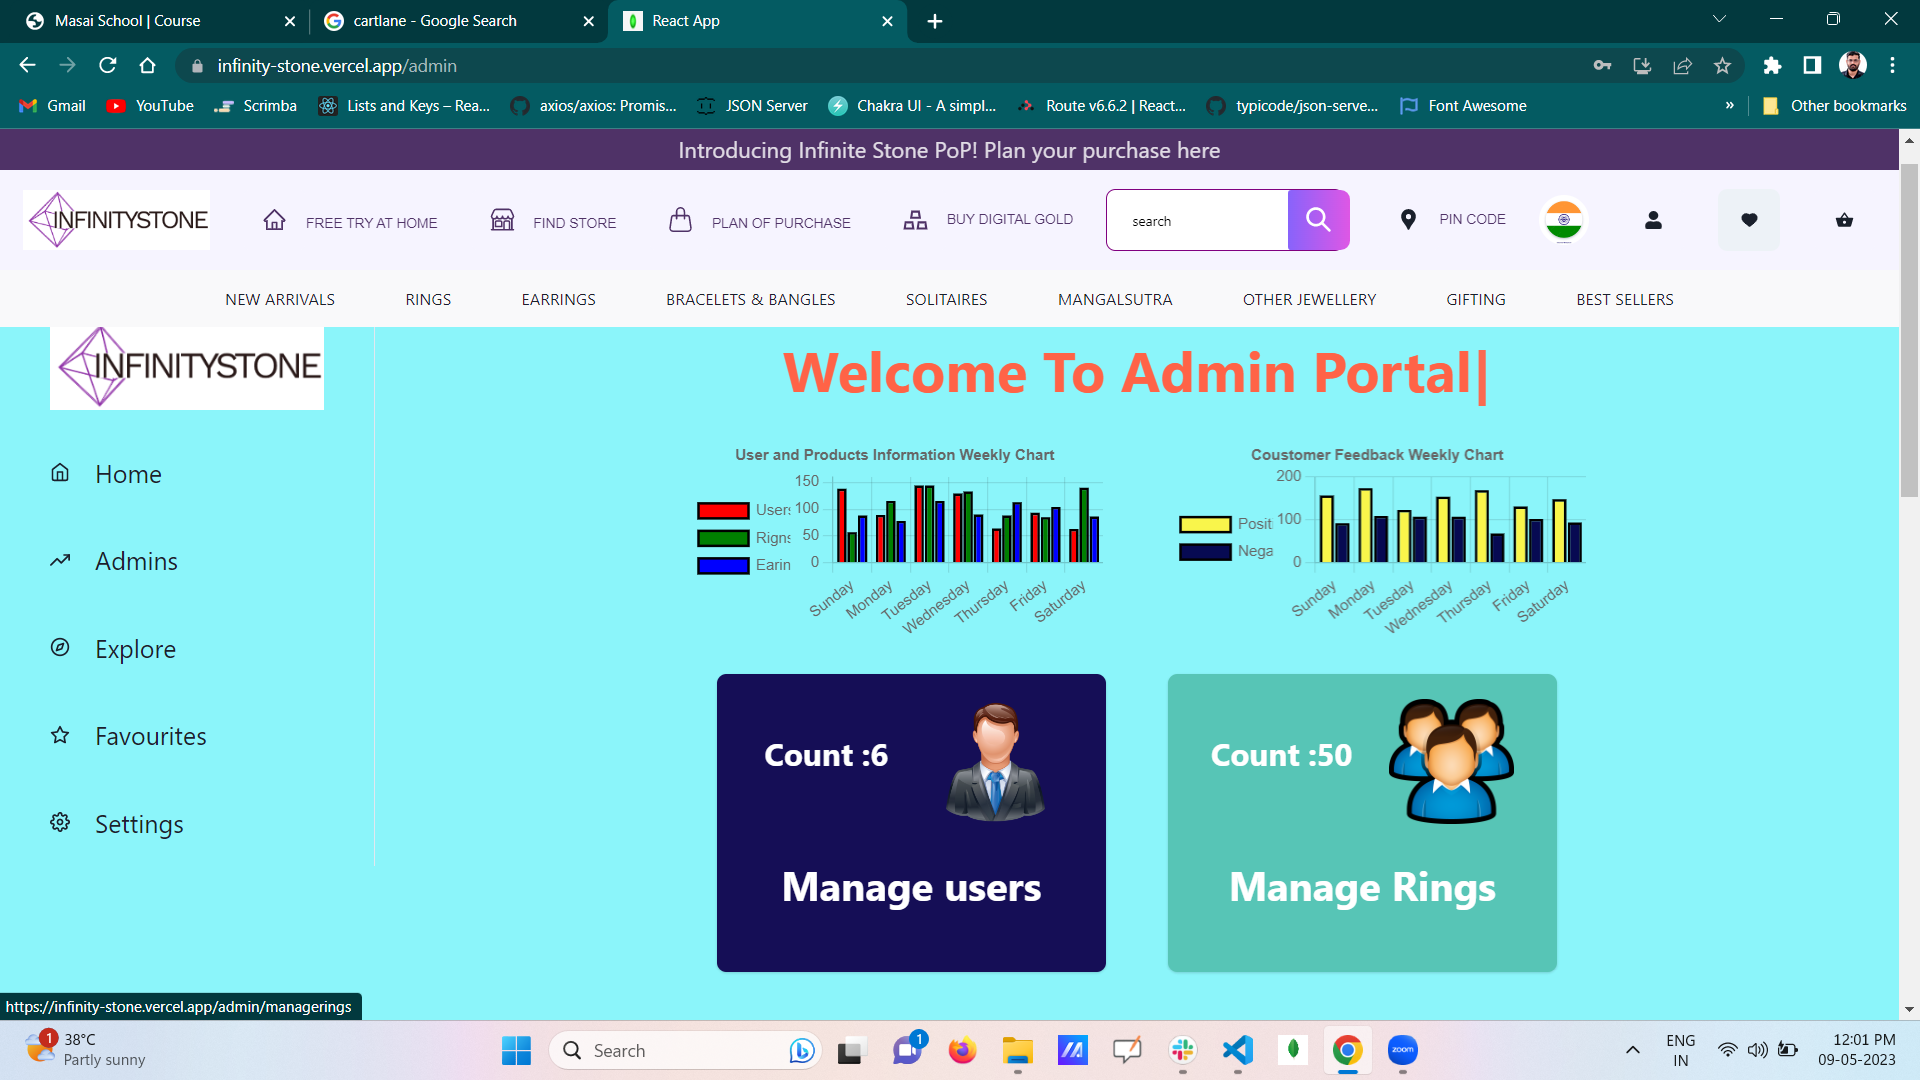 Masai School | Course
cartlane - Google Search
React App
infinity-stone.vercel.app/admin
Gmail
YouTube
Scrimba
Lists and Keys – Rea...
axios/axios: Promis...
JSON Server
Chakra UI - A simpl...
Route v6.6.2 | React...
typicode/json-serve...
Font Awesome
»
Other bookmarks
Introducing Infinite Stone PoP! Plan your purchase here
INFINITYSTONE
FREE TRY AT HOME
FIND STORE
PLAN OF PURCHASE
BUY DIGITAL GOLD
search
PIN CODE
NEW ARRIVALS
RINGS
EARRINGS
BRACELETS & BANGLES
SOLITAIRES
MANGALSUTRA
OTHER JEWELLERY
GIFTING
BEST SELLERS
INFINITYSTONE
Home
Admins
Explore
Favourites
Settings
Welcome To Admin Portal|
User and Products Information Weekly Chart
Users
Rigns
Earin
150
100
50
0
Sunday
Monday
Tuesday
Wednesday
Thursday
Friday
Saturday
Coustomer Feedback Weekly Chart
Posit
Nega
200
100
0
Sunday
Monday
Tuesday
Wednesday
Thursday
Friday
Saturday
Count :6
Manage users
Count :50
Manage Rings
https://infinity-stone.vercel.app/admin/managerings
1
38°C
Partly sunny
Search
1
zoom
ENG
IN
12:01 PM
09-05-2023